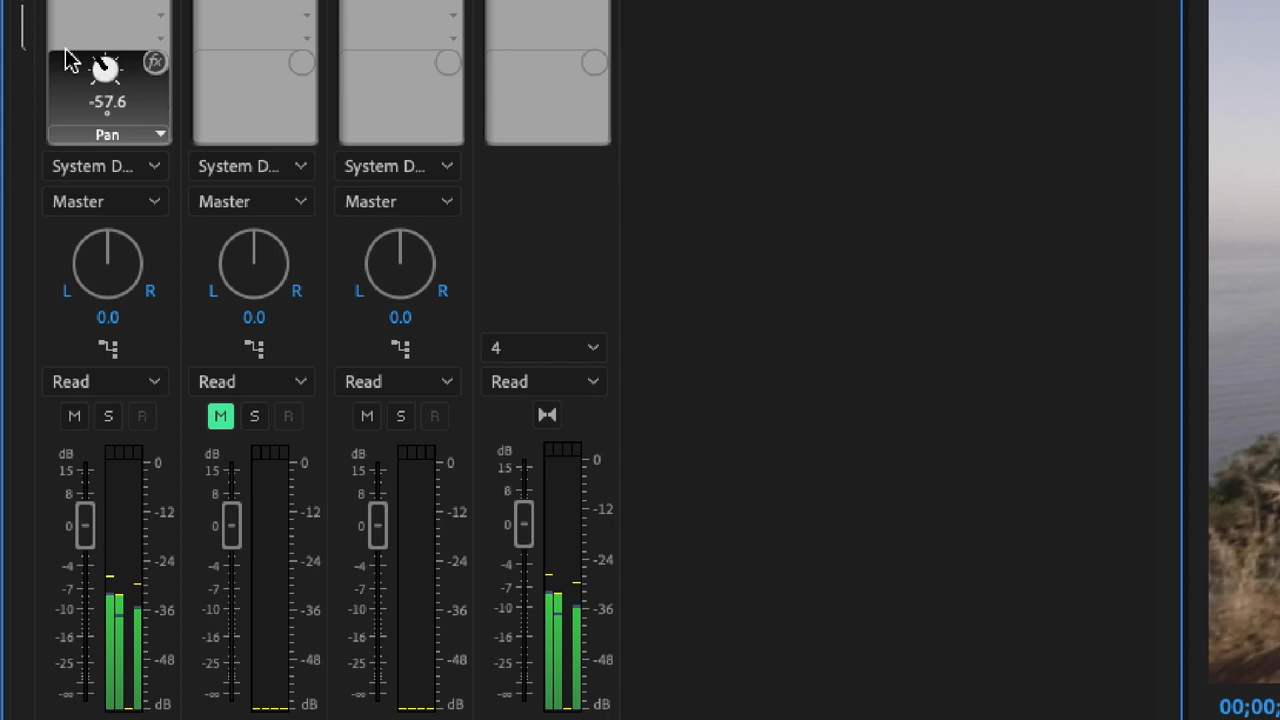 fx
-57.6
°
Pan
System D... System D... System D...
Master Master Master
L R L R L R
0.0 0.0 0.0
4
Read Read Read Read
M S R M S R M S R
dB dB dB dB
15 0 15 0 15 0 15 0
8 8 8 8
0 -12 0 -12 0 -12 0 -12
-4 -24 -4 -24 -4 -24 -4 -24
-7 -7 -7 -7
-10 -36 -10 -36 -10 -36 -10 -36
-16 -16 -16 -16
-25 -48 -25 -48 -25 -48 -25 -48
-∞ dB -∞ dB -∞ dB -∞ dB
00;00;